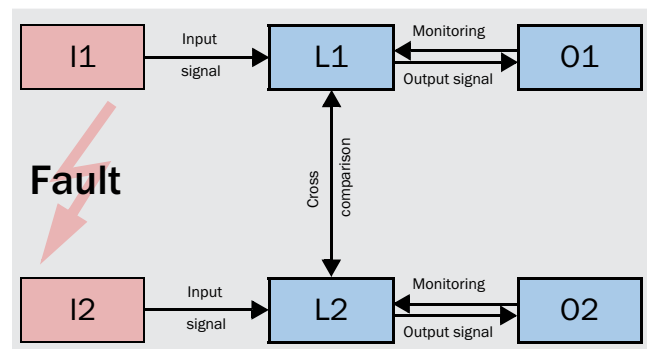 I1
Input
signal
L1
Monitoring
Output signal
O1
Fault
Cross
comparison
I2
Input
signal
L2
Monitoring
Output signal
O2